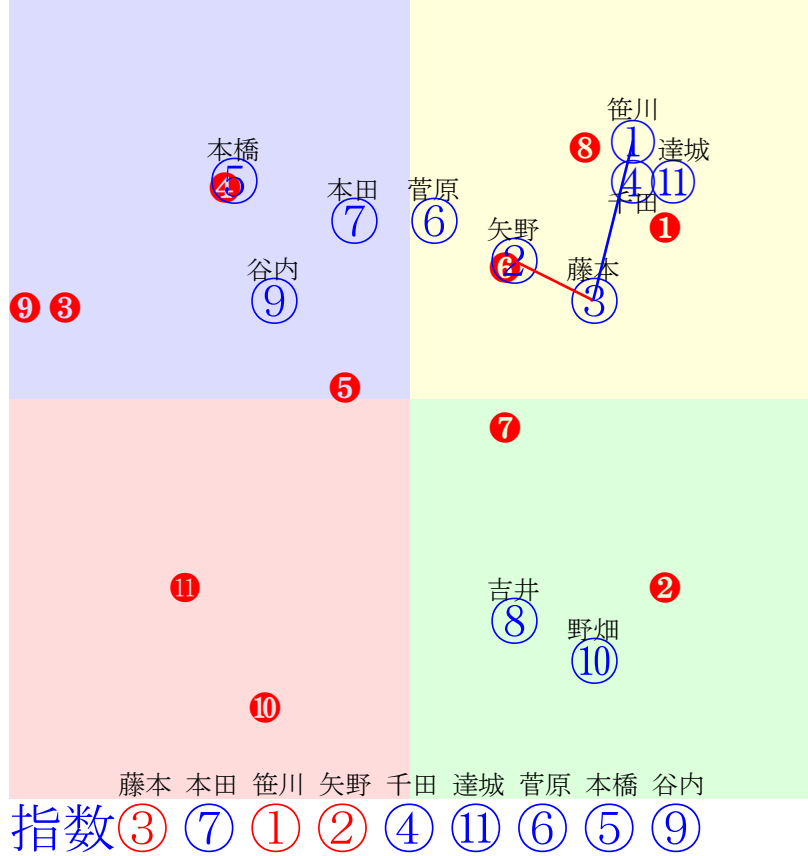 笹川
① ❽
本橋 達城
⑤ ❹ ④ ⑪
本田 菅原 千田
⑦ ⑥ ❶
矢野
② ❻
谷内 藤本
❾ ❸ ⑨ ③
❺
❼
⓫ 吉井 ❷
⑧
野畑
⑩
❿
藤本 本田 笹川 矢野 千田 達城 菅原 本橋 谷内
指数 ③ ⑦ ① ② ④ ⑪ ⑥ ⑤ ⑨